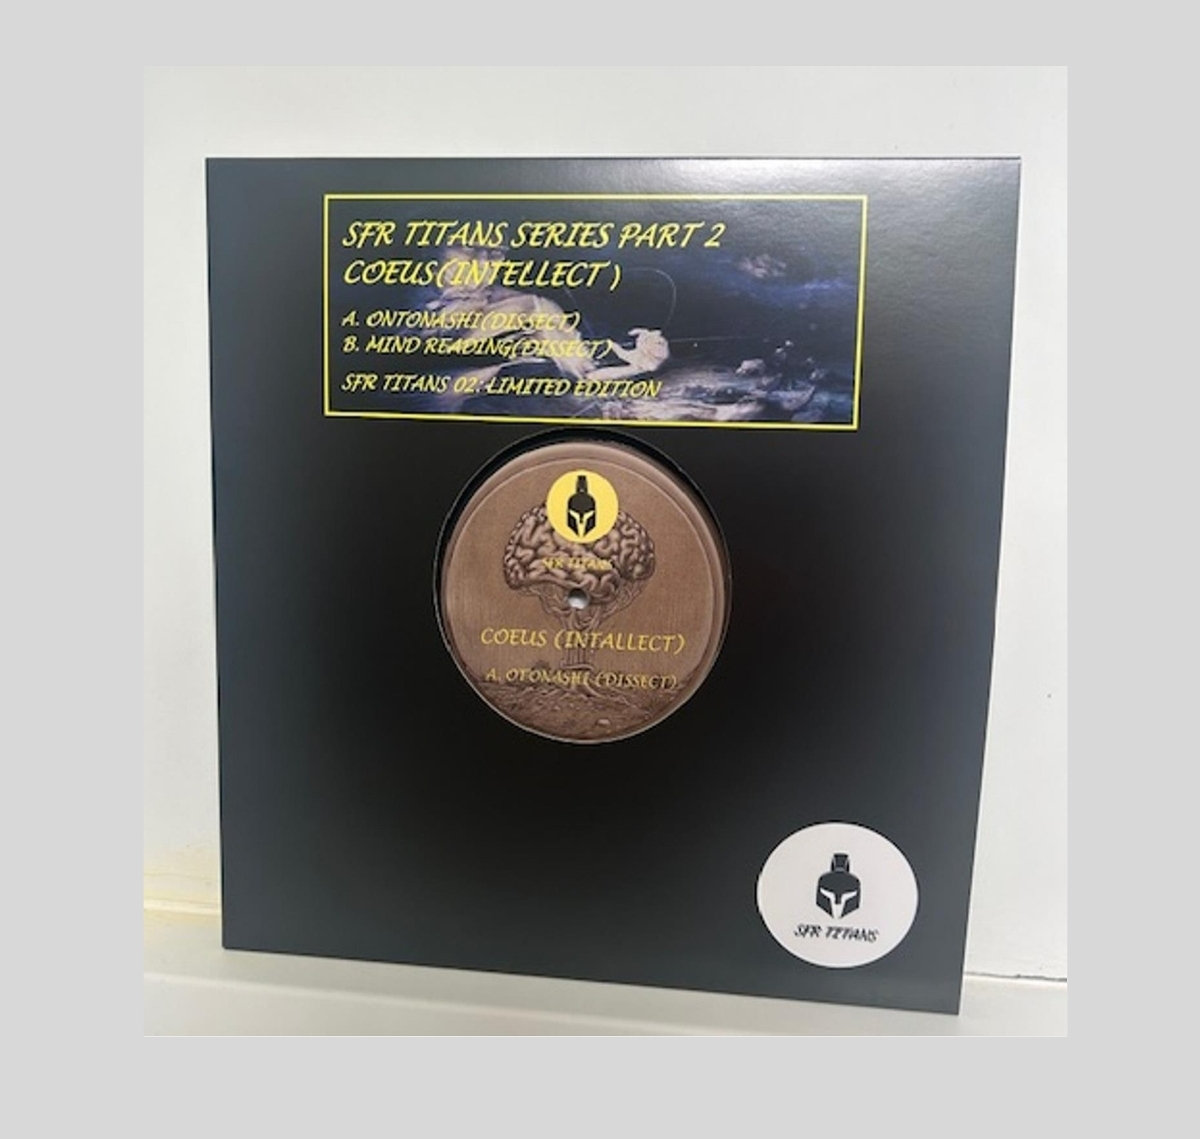 SFR TITANS SERIES PART 2
COEUS(INTELLECT )
A. ONTONASHI(DISSECT)
B. MIND READING(DISSECT)
SFR TITANS 02: LIMITED EDITION
SFR TITANS
COEUS (INTALLECT)
A. OTONASHI (DISSECT)
SFR TITANS